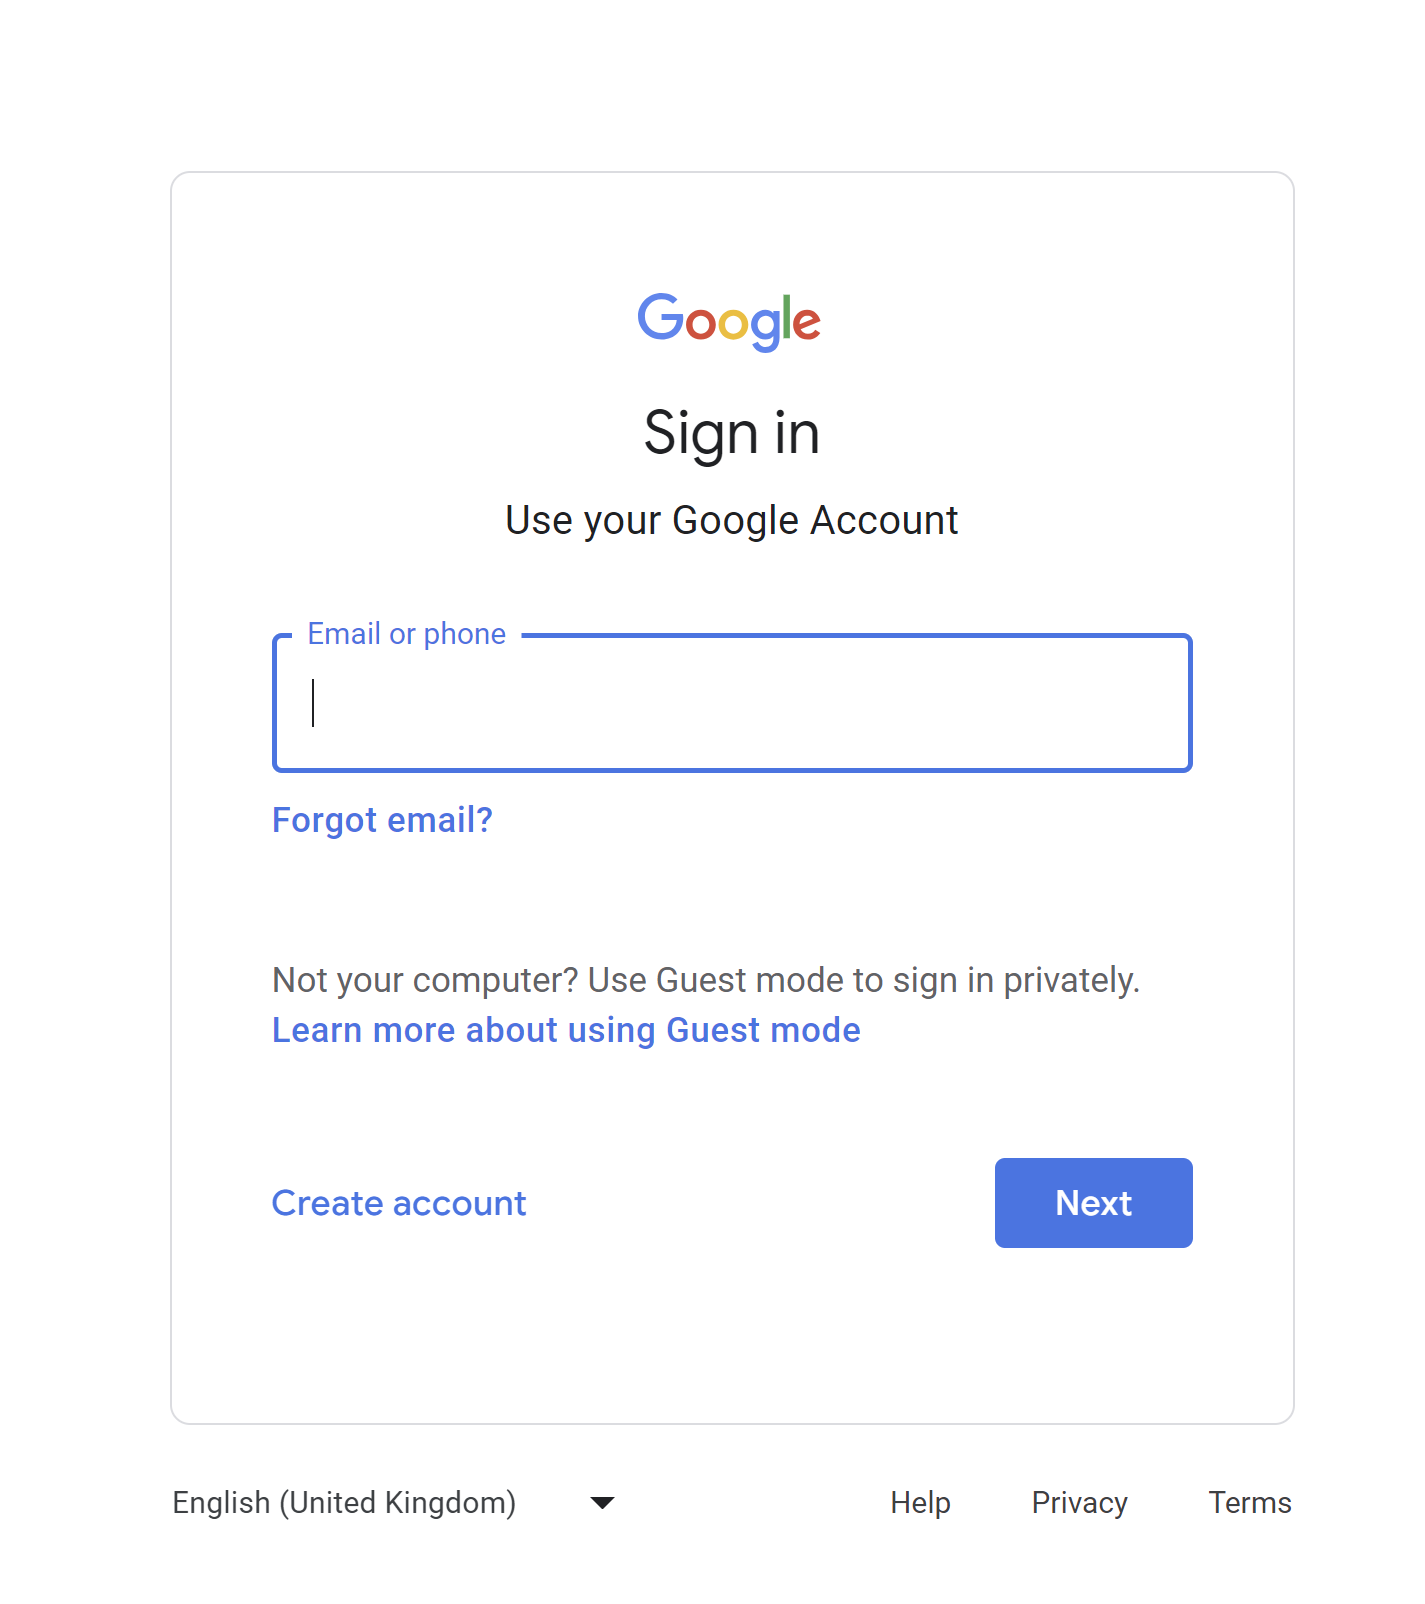 Google
Sign in
Use your Google Account
Email or phone
Forgot email?
Not your computer? Use Guest mode to sign in privately.
Learn more about using Guest mode
Create account
Next
English (United Kingdom)
Help
Privacy
Terms